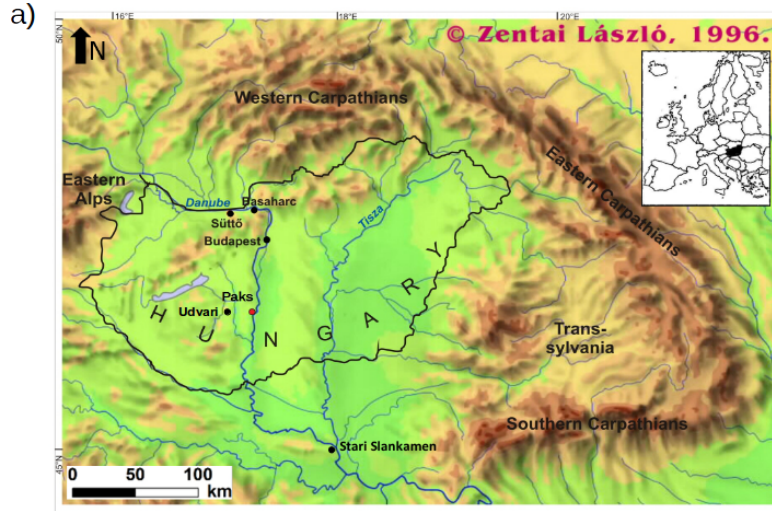 a)
16°E
18°E
20°E
50°N
N
© Zentai László, 1996.
Western Carpathians
Eastern Carpathians
Eastern
Alps
Danube
Basaharc
Süttő
Budapest
Tisza
Paks
Udvari
HUNGARY
Trans-
sylvania
Southern Carpathians
Stari Slankamen
45°N
0 50 100
km